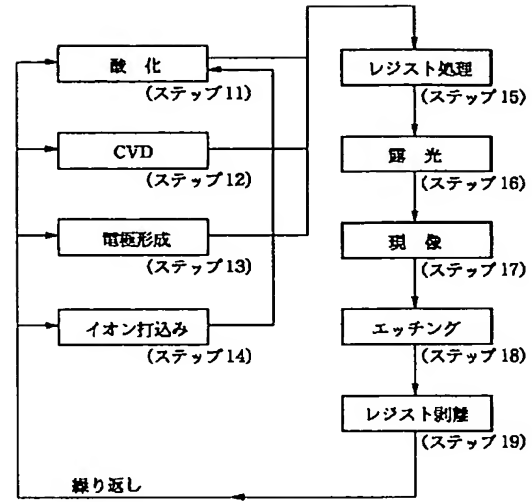 酸 化
(ステップ11)
CVD
(ステップ12)
電極形成
(ステップ13)
イオン打込み
(ステップ14)
レジスト処理
(ステップ15)
露 光
(ステップ16)
現 像
(ステップ17)
エッチング
(ステップ18)
レジスト剥離
(ステップ19)
繰り返し